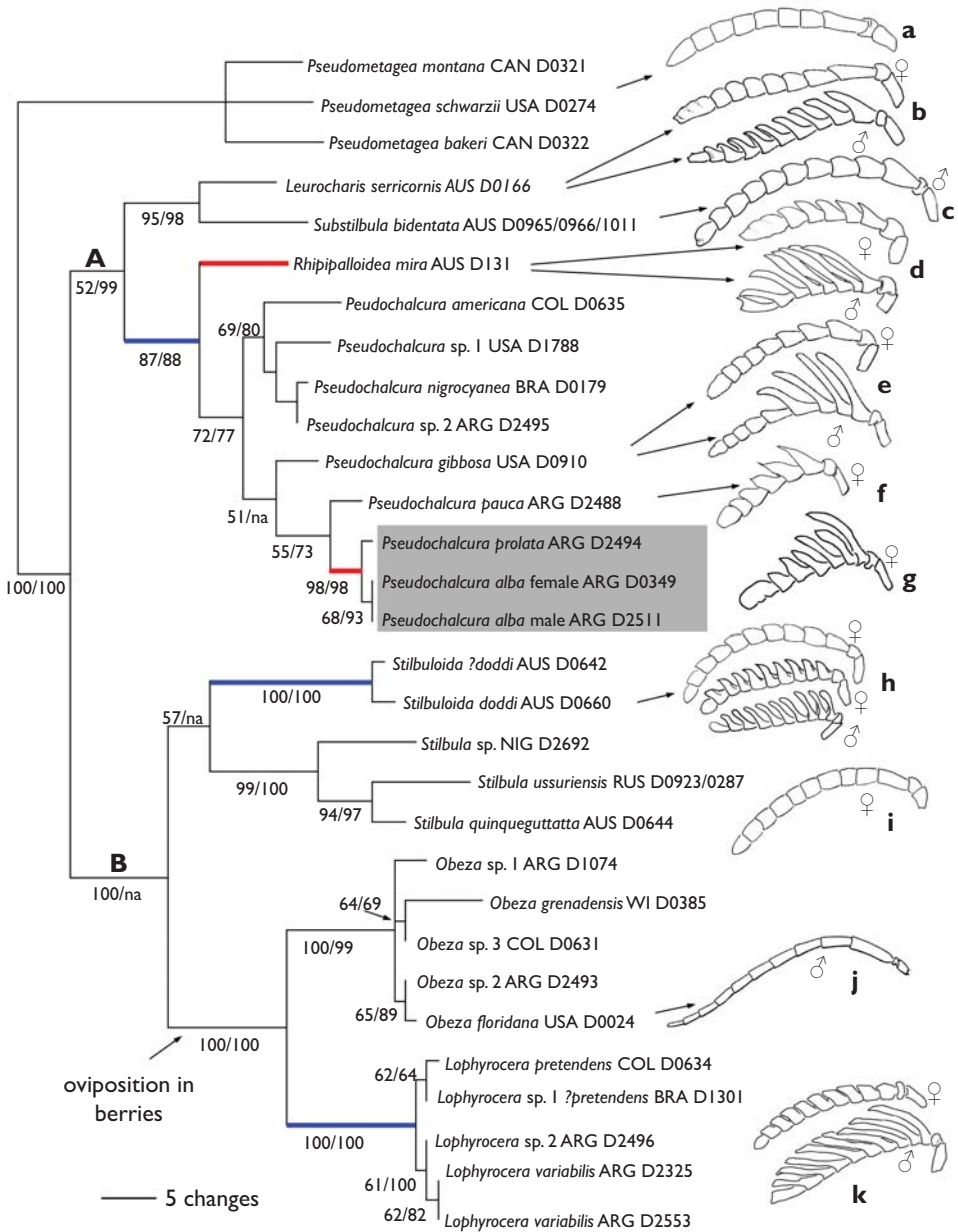 a
Pseudometagea montana CAN D0321
♀
Pseudometagea schwarzii USA D0274
b
Pseudometagea bakeri CAN D0322
♂
Leurocharis serricornis AUS D0166
♂
95/98
c
Substilbula bidentata AUS D0965/0966/1011
A
♀
52/99
Rhipipalloidea mira AUS D131
d
Peudochalcura americana COL D0635
♂
69/80
87/88
Pseudochalcura sp. 1 USA D1788
♀
Pseudochalcura nigrocyanea BRA D0179
e
Pseudochalcura sp. 2 ARG D2495
72/77
♂
Pseudochalcura gibbosa USA D0910
♀
f
Pseudochalcura pauca ARG D2488
51/na
55/73
Pseudochalcura prolata ARG D2494
♀
g
100/100
98/98
Pseudochalcura alba female ARG D0349
68/93
Pseudochalcura alba male ARG D2511
♀
Stilbuloida ?doddi AUS D0642
h
100/100
Stilbuloida doddi AUS D0660
♀
57/na
♂
Stilbula sp. NIG D2692
99/100
Stilbula ussuriensis RUS D0923/0287
♀
94/97
i
Stilbula quinqueguttatta AUS D0644
B
Obeza sp. 1 ARG D1074
100/na
64/69
Obeza grenadensis WI D0385
100/99
Obeza sp. 3 COL D0631
♂
j
Obeza sp. 2 ARG D2493
65/89
Obeza floridana USA D0024
100/100
oviposition in
berries
Lophyrocera pretendens COL D0634
62/64
Lophyrocera sp. 1 ?pretendens BRA D1301
♀
100/100
Lophyrocera sp. 2 ARG D2496
♂
Lophyrocera variabilis ARG D2325
61/100
k
5 changes
62/82
Lophyrocera variabilis ARG D2553